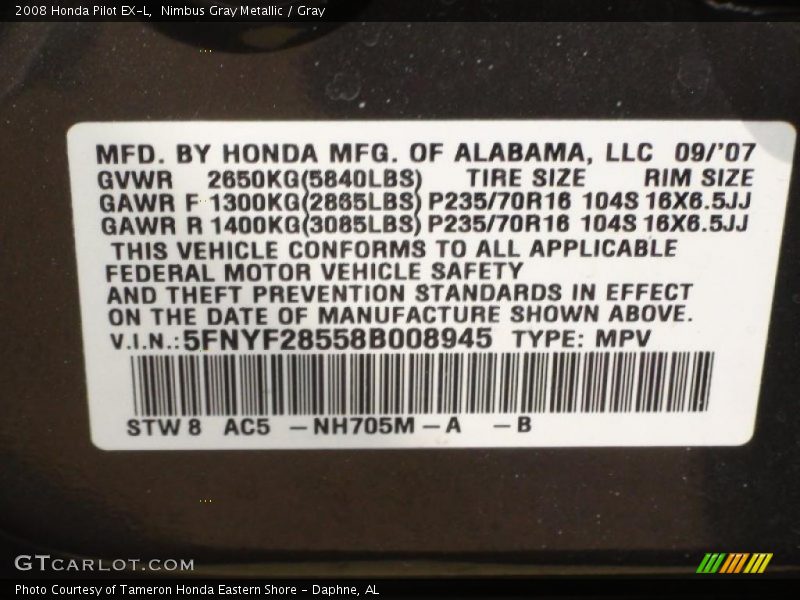 2008 Honda Pilot EX-L, Nimbus Gray Metallic / Gray
MFD. BY HONDA MFG. OF ALABAMA, LLC 09/'07
GVWR 2650KG(5840LBS) TIRE SIZE RIM SIZE
GAWR F 1300KG(2865LBS) P235/70R16 104S 16X6.5JJ
GAWR R 1400KG(3085LBS) P235/70R16 104S 16X6.5JJ
THIS VEHICLE CONFORMS TO ALL APPLICABLE
FEDERAL MOTOR VEHICLE SAFETY
AND THEFT PREVENTION STANDARDS IN EFFECT
ON THE DATE OF MANUFACTURE SHOWN ABOVE.
V.I.N.: 5FNYF28558B008945 TYPE: MPV
STW 8 AC5 -NH705M-A -B
GTCARLOT.COM
Photo Courtesy of Tameron Honda Eastern Shore - Daphne, AL